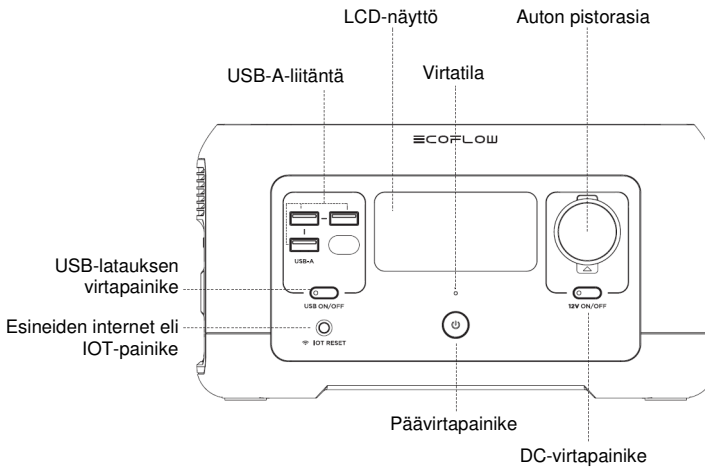 LCD-näyttö
Auton pistorasia
USB-A-liitäntä
Virtatila
ECOFLOW
USB-A
USB-latauksen
virtapainike
USB ON/OFF
12V ON/OFF
Esineiden internet eli
IOT-painike
IOT RESET
Päävirtapainike
DC-virtapainike